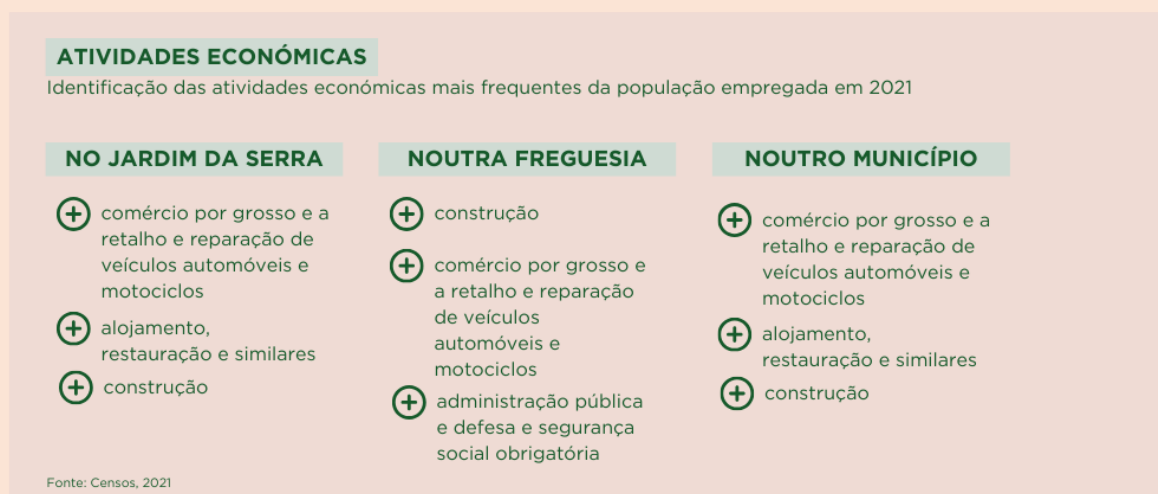 ATIVIDADES ECONÓMICAS
Identificação das atividades económicas mais frequentes da população empregada em 2021
NO JARDIM DA SERRA
comércio por grosso e a
retalho e reparação de
veículos automóveis e
motociclos
alojamento,
restauração e similares
construção
NOUTRA FREGUESIA
construção
comércio por grosso e
a retalho e reparação
de veículos
automóveis e
motociclos
administração pública
e defesa e segurança
social obrigatória
NOUTRO MUNICÍPIO
comércio por grosso e a
retalho e reparação de
veículos automóveis e
motociclos
alojamento,
restauração e similares
construção
Fonte: Censos, 2021